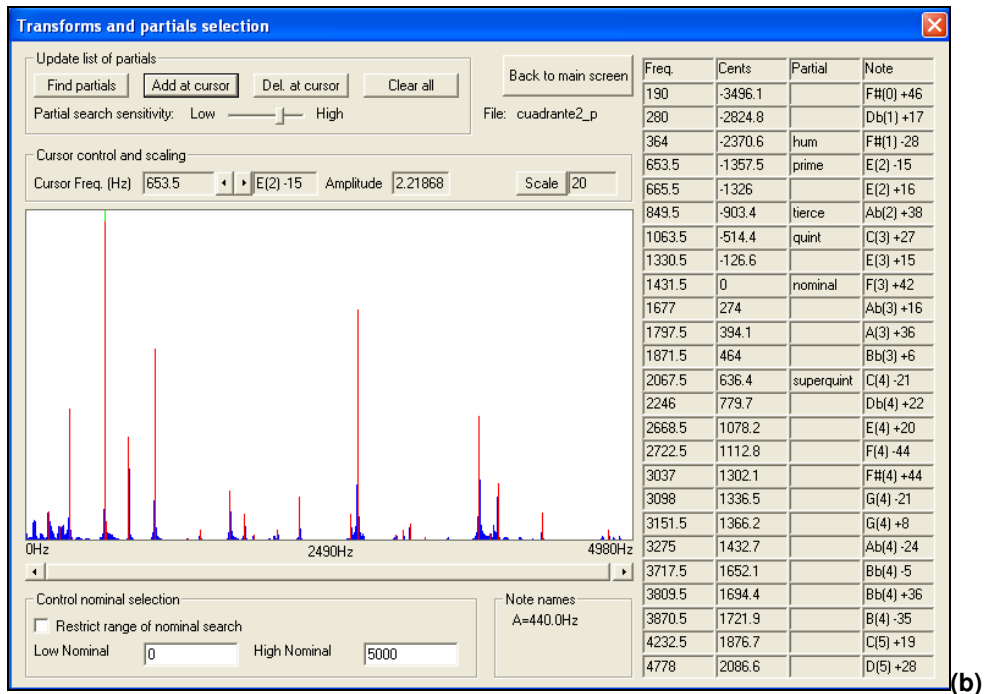 Transforms and partials selection
Update list of partials
Find partials Add at cursor Del. at cursor Clear all
Partial search sensitivity: Low High
Back to main screen
File: cuadrante2_p
Cursor control and scaling
Cursor Freq. (Hz) 653.5 E(2) -15 Amplitude 2.21868 Scale 20
0Hz 2490Hz 4980Hz
Control nominal selection
Restrict range of nominal search
Low Nominal 0 High Nominal 5000
Note names
A=440.0Hz
Freq. Cents Partial Note
190 -3496.1 F#(0) +46
280 -2824.8 Db(1) +17
364 -2370.6 hum F#(1) -28
653.5 -1357.5 prime E(2) -15
665.5 -1326 E(2) +16
849.5 -903.4 tierce Ab(2) +38
1063.5 -514.4 quint C(3) +27
1330.5 -126.6 E(3) +15
1431.5 0 nominal F(3) +42
1677 274 Ab(3) +16
1797.5 394.1 A(3) +36
1871.5 464 Bb(3) +6
2067.5 636.4 superquint C(4) -21
2246 779.7 Db(4) +22
2668.5 1078.2 E(4) +20
2722.5 1112.8 F(4) -44
3037 1302.1 F#(4) +44
3098 1336.5 G(4) -21
3151.5 1366.2 G(4) +8
3275 1432.7 Ab(4) -24
3717.5 1652.1 Bb(4) -5
3809.5 1694.4 Bb(4) +36
3870.5 1721.9 B(4) -35
4232.5 1876.7 C(5) +19
4778 2086.6 D(5) +28
(b)